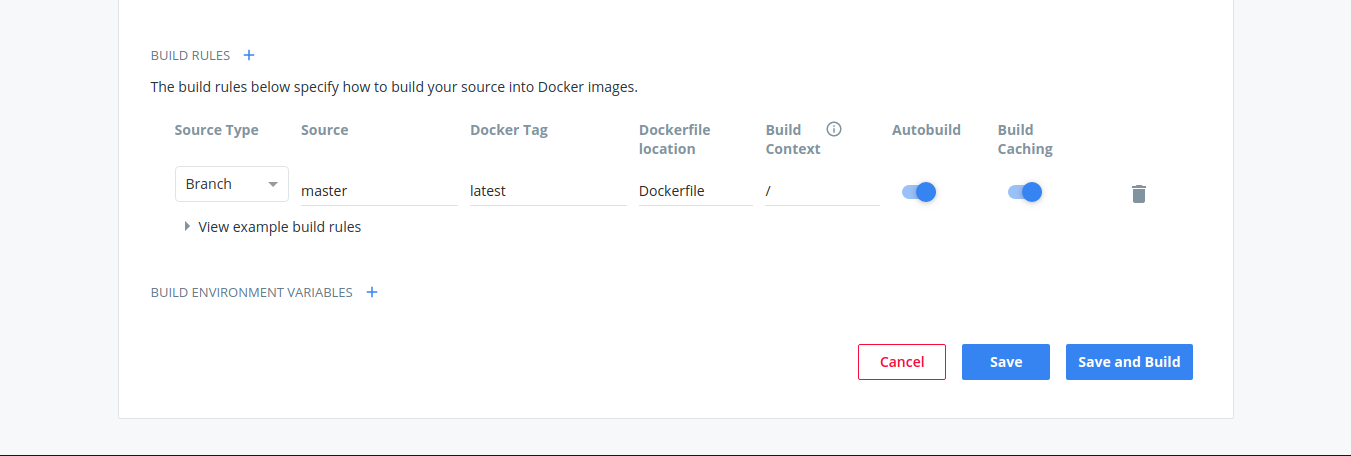 BUILD RULES +
The build rules below specify how to build your source into Docker images.
Source Type Source Docker Tag Dockerfile location Build Context Autobuild Build Caching
Branch master latest Dockerfile /
View example build rules
BUILD ENVIRONMENT VARIABLES +
Cancel Save Save and Build